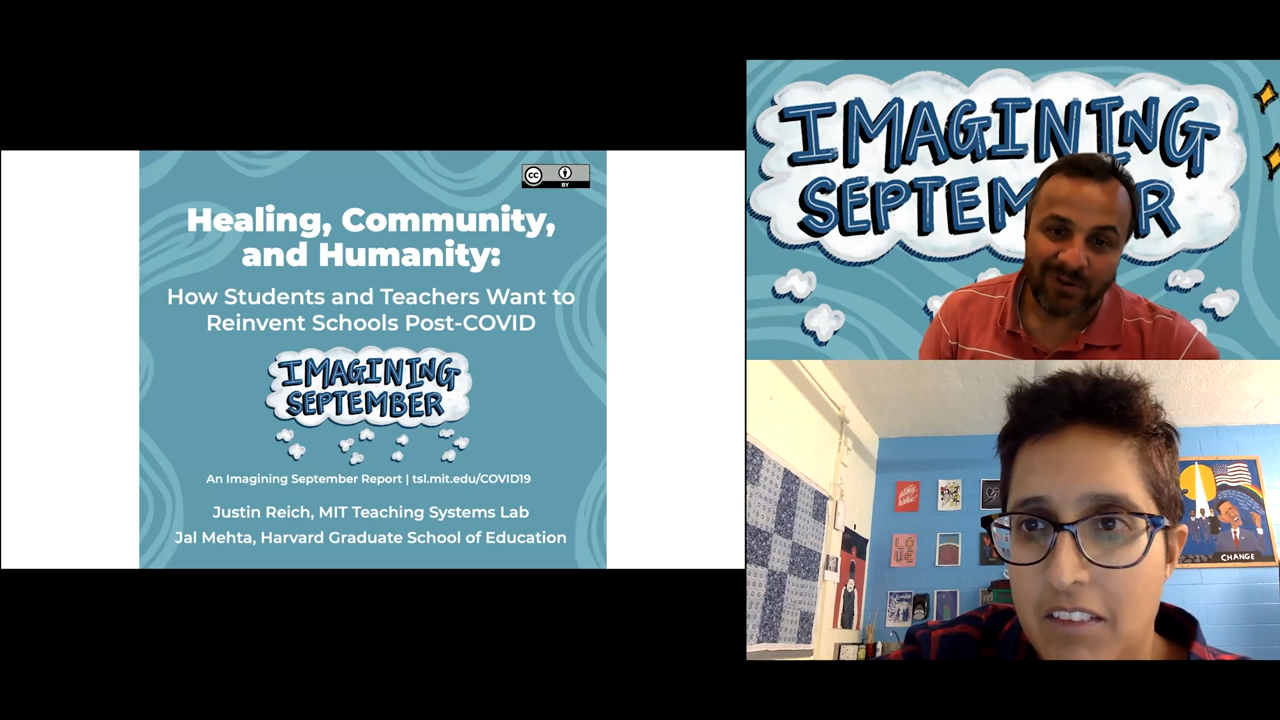 cc
BY
Healing, Community,
and Humanity:
How Students and Teachers Want to
Reinvent Schools Post-COVID
IMAGINING
SEPTEMBER
An Imagining September Report | tsl.mit.edu/COVID19
Justin Reich, MIT Teaching Systems Lab
Jal Mehta, Harvard Graduate School of Education
IMAGINING
SEPTEM R
CHANGE